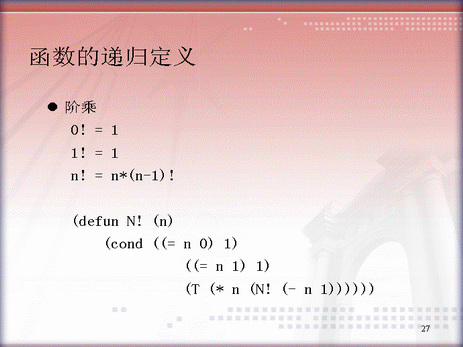 函数的递归定义
● 阶乘
0! = 1
1! = 1
n! = n*(n-1)!
(defun N! (n)
(cond ((= n 0) 1)
((= n 1) 1)
(T (* n (N! (- n 1))))))
27